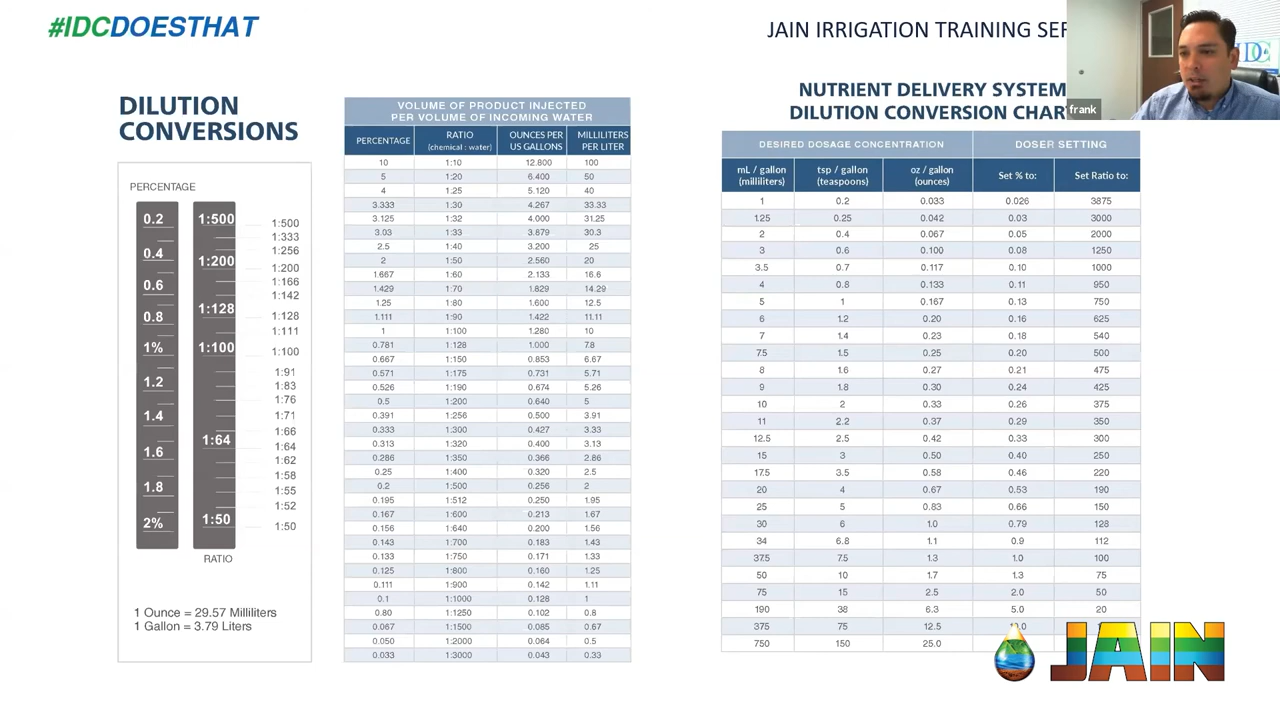 #IDCDOESTHAT
JAIN IRRIGATION TRAINING SER
frank
DILUTION
CONVERSIONS
PERCENTAGE
0.2
0.4
0.6
0.8
1%
1.2
1.4
1.6
1.8
2%
1:500
1:200
1:128
1:100
1:64
1:50
1:500
1:333
1:256
1:200
1:166
1:142
1:128
1:111
1:100
1:91
1:83
1:76
1:71
1:66
1:64
1:62
1:58
1:55
1:52
1:50
RATIO
1 Ounce = 29.57 Milliliters
1 Gallon = 3.79 Liters
VOLUME OF PRODUCT INJECTED
PER VOLUME OF INCOMING WATER
PERCENTAGE RATIO (chemical : water) OUNCES PER US GALLONS MILLILITERS PER LITER
10 1:10 12.800 100
5 1:20 6.400 50
4 1:25 5.120 40
3.333 1:30 4.267 33.33
3.125 1:32 4.000 31.25
3.03 1:33 3.879 30.3
2.5 1:40 3.200 25
2 1:50 2.560 20
1.667 1:60 2.133 16.6
1.429 1:70 1.829 14.29
1.25 1:80 1.600 12.5
1.111 1:90 1.422 11.11
1 1:100 1.280 10
0.781 1:128 1.000 7.8
0.667 1:150 0.853 6.67
0.571 1:175 0.731 5.71
0.526 1:190 0.674 5.26
0.5 1:200 0.640 5
0.391 1:256 0.500 3.91
0.333 1:300 0.427 3.33
0.313 1:320 0.400 3.13
0.286 1:350 0.366 2.86
0.25 1:400 0.320 2.5
0.2 1:500 0.256 2
0.195 1:512 0.250 1.95
0.167 1:600 0.213 1.67
0.156 1:640 0.200 1.56
0.143 1:700 0.183 1.43
0.133 1:750 0.171 1.33
0.125 1:800 0.160 1.25
0.111 1:900 0.142 1.11
0.1 1:1000 0.128 1
0.80 1:1250 0.102 0.8
0.067 1:1500 0.085 0.67
0.050 1:2000 0.064 0.5
0.033 1:3000 0.043 0.33
NUTRIENT DELIVERY SYSTEM
DILUTION CONVERSION CHART
DESIRED DOSAGE CONCENTRATION DOSER SETTING
mL / gallon (milliliters) tsp / gallon (teaspoons) oz / gallon (ounces) Set % to: Set Ratio to:
1 0.2 0.033 0.026 3875
1.25 0.25 0.042 0.03 3000
2 0.4 0.067 0.05 2000
3 0.6 0.100 0.08 1250
3.5 0.7 0.117 0.10 1000
4 0.8 0.133 0.11 950
5 1 0.167 0.13 750
6 1.2 0.20 0.16 625
7 1.4 0.23 0.18 540
7.5 1.5 0.25 0.20 500
8 1.6 0.27 0.21 475
9 1.8 0.30 0.24 425
10 2 0.33 0.26 375
11 2.2 0.37 0.29 350
12.5 2.5 0.42 0.33 300
15 3 0.50 0.40 250
17.5 3.5 0.58 0.46 220
20 4 0.67 0.53 190
25 5 0.83 0.66 150
30 6 1.0 0.79 128
34 6.8 1.1 0.9 112
37.5 7.5 1.3 1.0 100
50 10 1.7 1.3 75
75 15 2.5 2.0 50
190 38 6.3 5.0 20
375 75 12.5
750 150 25.0
JAIN